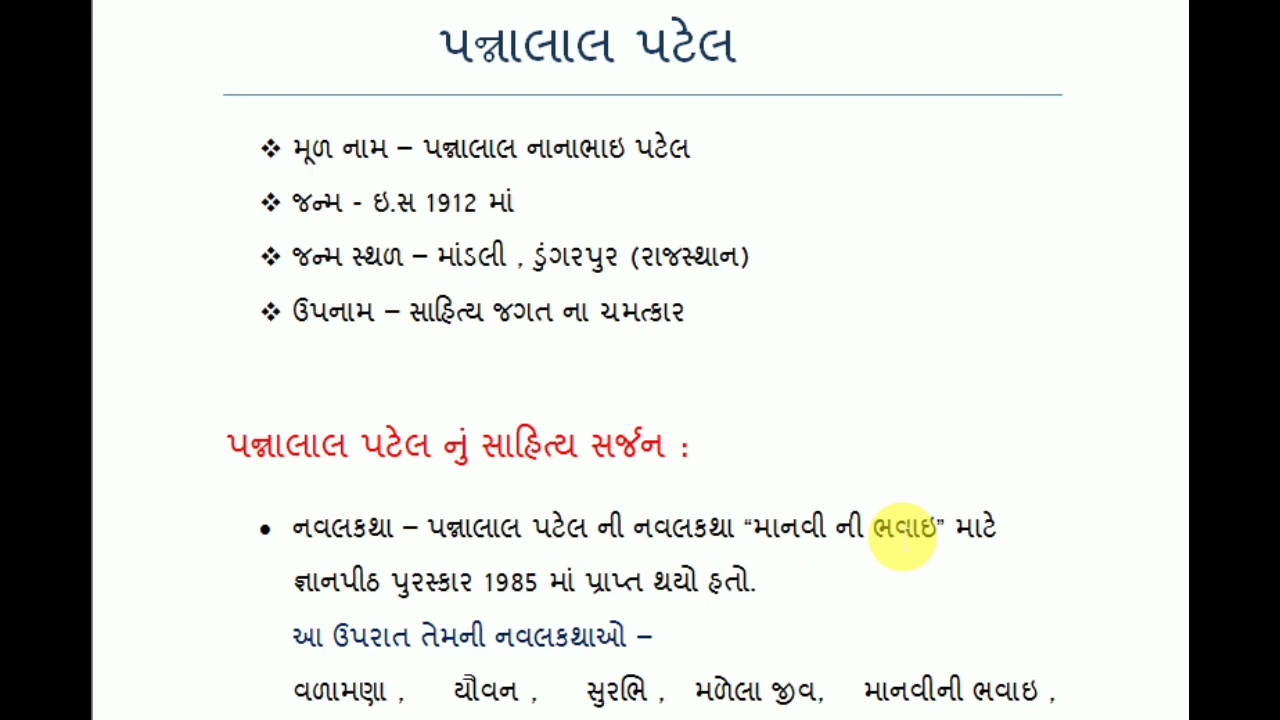 પન્નાલાલ પટેલ
❖ મૂળ નામ – પન્નાલાલ નાનાભાઇ પટેલ
❖ જન્મ - ઇ.સ 1912 માં
❖ જન્મ સ્થળ – માંડલી , ડુંગરપુર (રાજસ્થાન)
❖ ઉપનામ – સાહિત્ય જગત ના ચમત્કાર
પન્નાલાલ પટેલ નું સાહિત્ય સર્જન :
• નવલકથા – પન્નાલાલ પટેલ ની નવલકથા “માનવી ની ભવાઇ” માટે
જ્ઞાનપીઠ પુરસ્કાર 1985 માં પ્રાપ્ત થયો હતો.
આ ઉપરાત તેમની નવલકથાઓ –
વળામણા , યૌવન , સુરભિ , મળેલા જીવ, માનવીની ભવાઇ ,